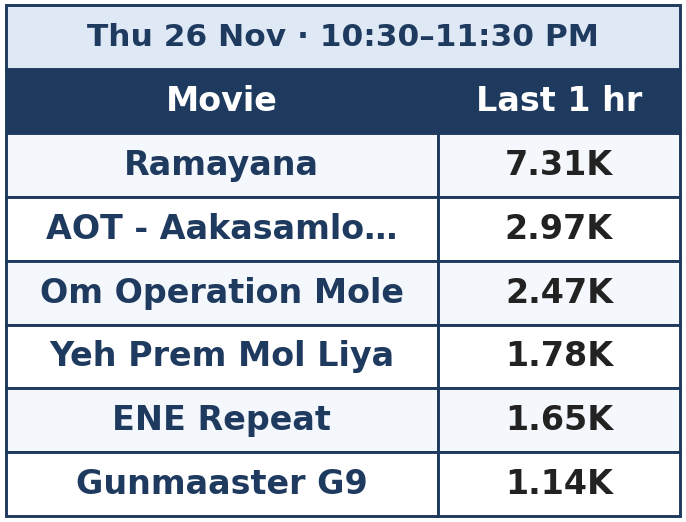 Thu 26 Nov · 10:30–11:30 PM
Movie Last 1 hr
Ramayana 7.31K
AOT - Aakasamlo... 2.97K
Om Operation Mole 2.47K
Yeh Prem Mol Liya 1.78K
ENE Repeat 1.65K
Gunmaaster G9 1.14K